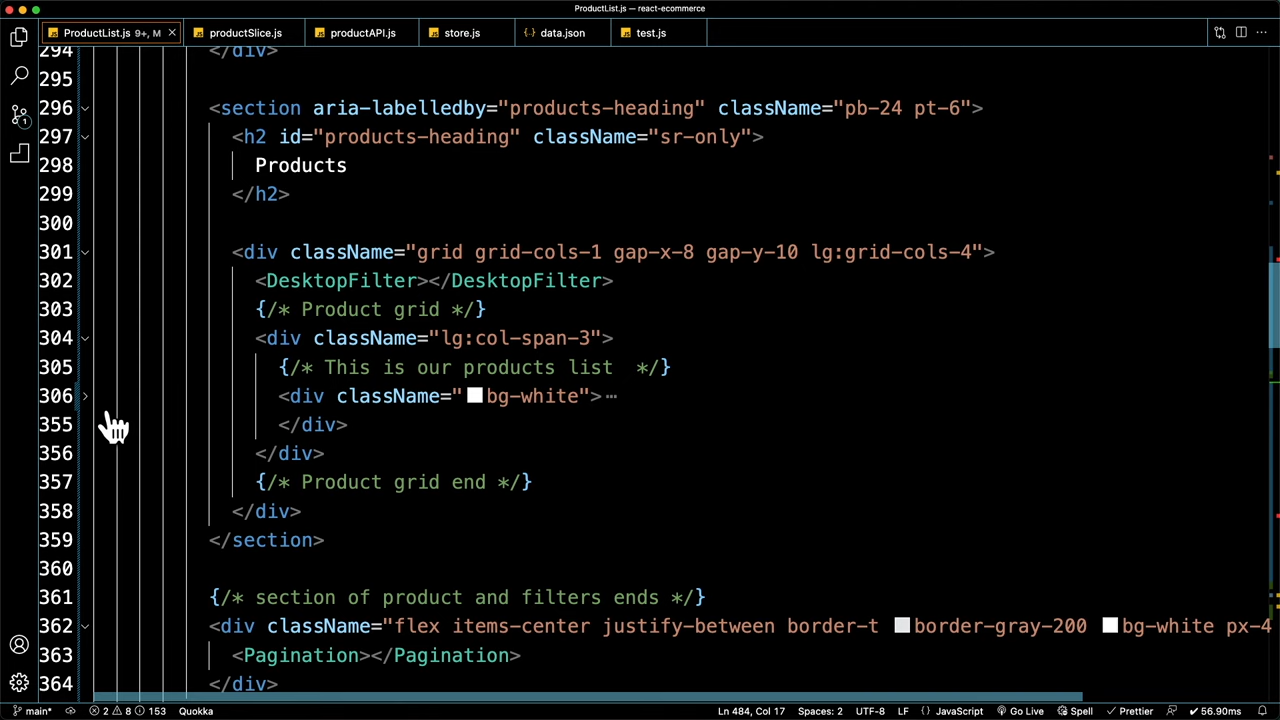 ProductList.js — react-ecommerce
ProductList.js 9+, M
productSlice.js
productAPI.js
store.js
data.json
test.js
294 </div>
295
296 <section aria-labelledby="products-heading" className="pb-24 pt-6">
297 <h2 id="products-heading" className="sr-only">
298 Products
299 </h2>
300
301 <div className="grid grid-cols-1 gap-x-8 gap-y-10 lg:grid-cols-4">
302 <DesktopFilter></DesktopFilter>
303 {/* Product grid */}
304 <div className="lg:col-span-3">
305 {/* This is our products list  */}
306 <div className="bg-white">⋯
355 </div>
356 </div>
357 {/* Product grid end */}
358 </div>
359 </section>
360
361 {/* section of product and filters ends */}
362 <div className="flex items-center justify-between border-t border-gray-200 bg-white px-4
363 <Pagination></Pagination>
364 </div>
main* 2 8 153 Quokka Ln 484, Col 17 Spaces: 2 UTF-8 LF {} JavaScript Go Live Spell Prettier 56.90ms